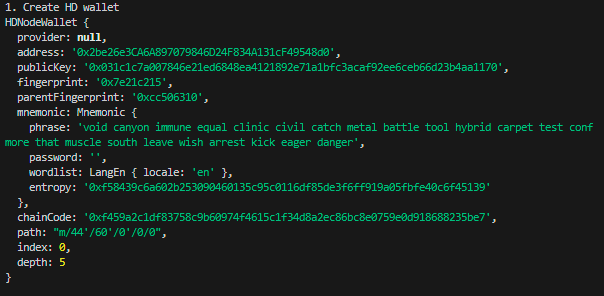 1. Create HD wallet
HDNodeWallet {
  provider: null,
  address: '0x2be26e3CA6A897079846D24F834A131cF49548d0',
  publicKey: '0x031c1c7a007846e21ed6848ea4121892e71a1bfc3acaf92ee6ceb66d23b4aa1170',
  fingerprint: '0x7e21c215',
  parentFingerprint: '0xcc506310',
  mnemonic: Mnemonic {
    phrase: 'void canyon immune equal clinic civil catch metal battle tool hybrid carpet test conf
more that muscle south leave wish arrest kick eager danger',
    password: '',
    wordlist: LangEn { locale: 'en' },
    entropy: '0xf58439c6a602b253090460135c95c0116df85de3f6ff919a05fbfe40c6f45139'
  },
  chainCode: '0xf459a2c1df83758c9b60974f4615c1f34d8a2ec86bc8e0759e0d918688235be7',
  path: "m/44'/60'/0'/0/0",
  index: 0,
  depth: 5
}